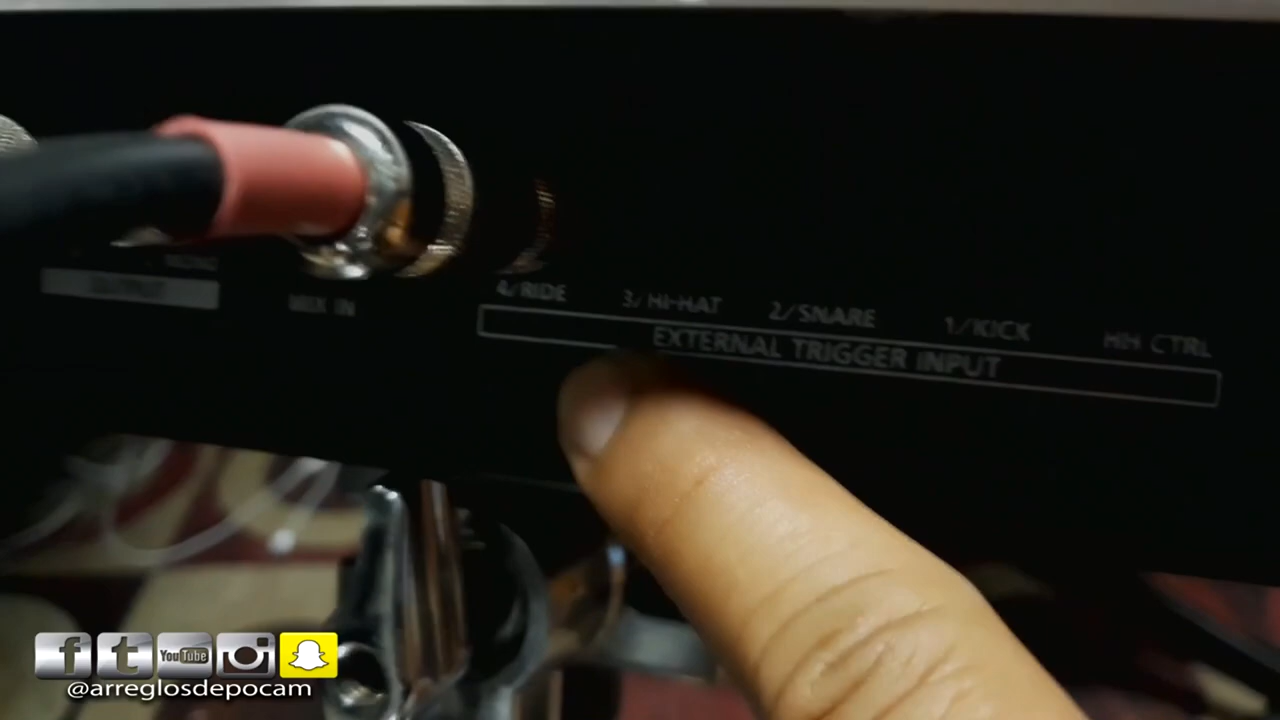 MIX IN
4/RIDE 3/HI-HAT 2/SNARE 1/KICK HH CTRL
EXTERNAL TRIGGER INPUT
YouTube
@arreglosdepocam